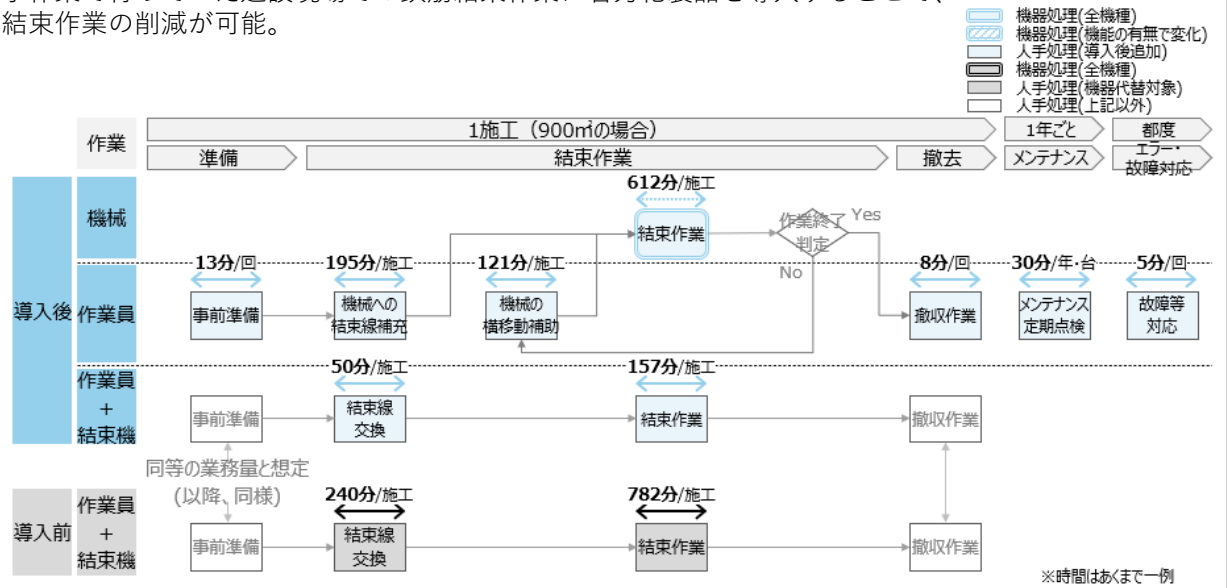 結束作業の削減が可能。
機器処理(全機種)
機器処理(機能の有無で変化)
人手処理(導入後追加)
機器処理(全機種)
人手処理(機器代替対象)
人手処理(上記以外)
作業
1施工（900㎡の場合）
1年ごと
都度
準備
結束作業
撤去
メンテナンス
エラー・
故障対応
導入後
機械
612分/施工
結束作業
作業終了
判定
Yes
No
作業員
13分/回
事前準備
195分/施工
機械への
結束線補充
121分/施工
機械の
横移動補助
8分/回
撤収作業
30分/年・台
メンテナンス
定期点検
5分/回
故障等
対応
作業員
+
結束機
事前準備
50分/施工
結束線
交換
157分/施工
結束作業
撤収作業
同等の業務量と想定
(以降、同様)
導入前
作業員
+
結束機
事前準備
240分/施工
結束線
交換
782分/施工
結束作業
撤収作業
※時間はあくまで一例